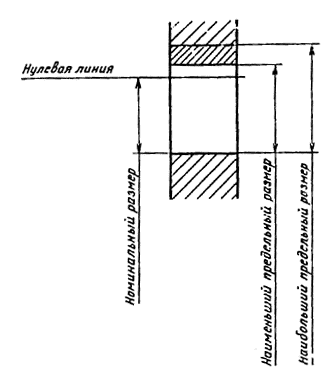 Нулевая линия
Номинальный размер
Наименьший предельный размер
Наибольший предельный размер